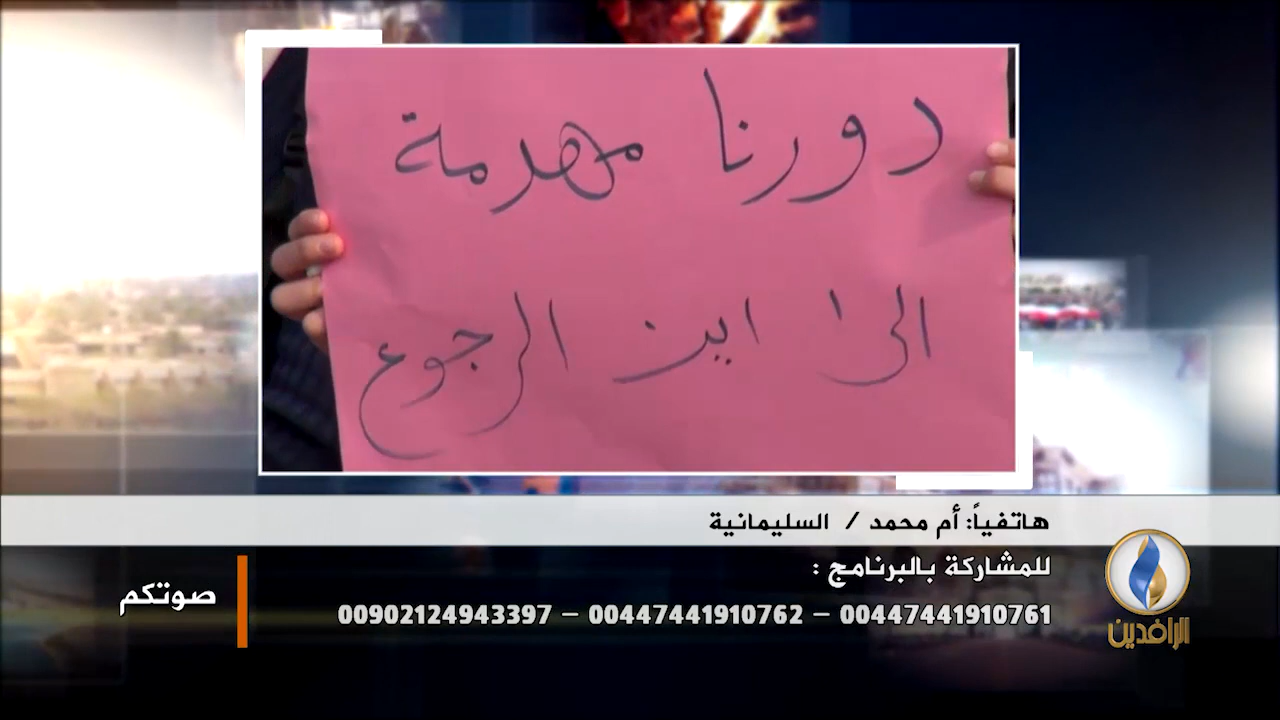 دورنا مهدمة
الى اين الرجوع
هاتفياً: أم محمد / السليمانية
للمشاركة بالبرنامج :
00447441910761 – 00447441910762 – 00902124943397
صوتكم
الرافدين